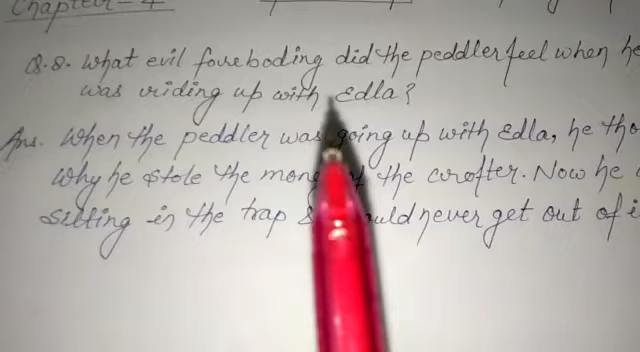 Chapter - 4
Q.8. What evil foreboding did the peddler feel when he
was riding up with Edla?
Ans. When the peddler was going up with Edla, he tho
why he stole the mon the crofter. Now he
sitting in the trap & uld never get out of i